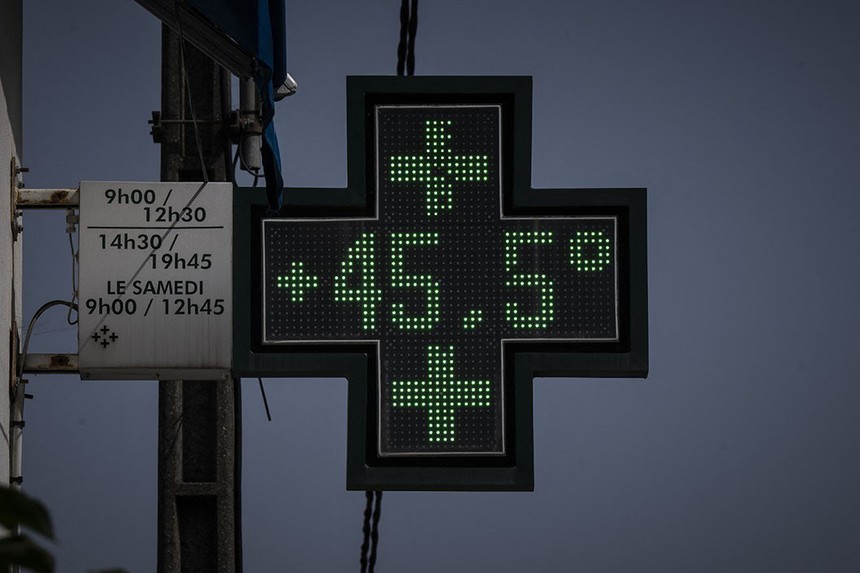 9h00 /
12h30
14h30 /
19h45
LE SAMEDI
9h00 / 12h45
+45,5°